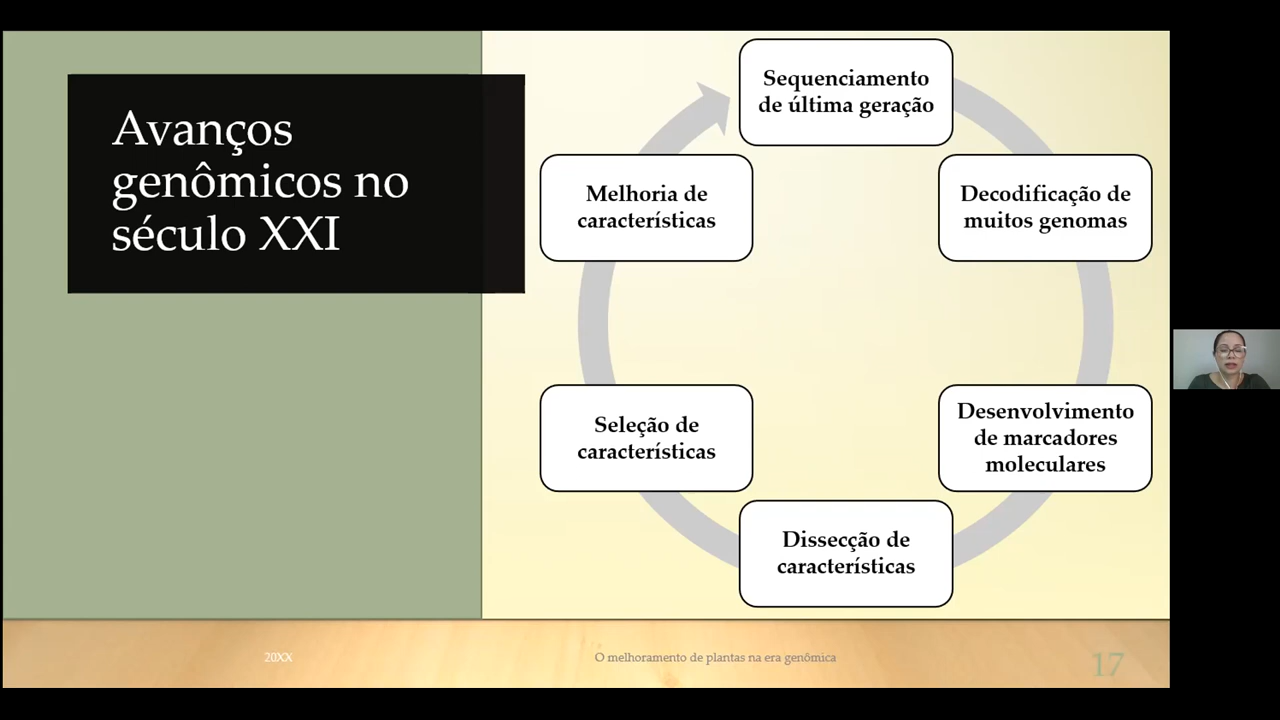 Avanços
genômicos no
século XXI
Sequenciamento
de última geração
Decodificação de
muitos genomas
Desenvolvimento
de marcadores
moleculares
Dissecção de
características
Seleção de
características
Melhoria de
características
20XX
O melhoramento de plantas na era genômica
17